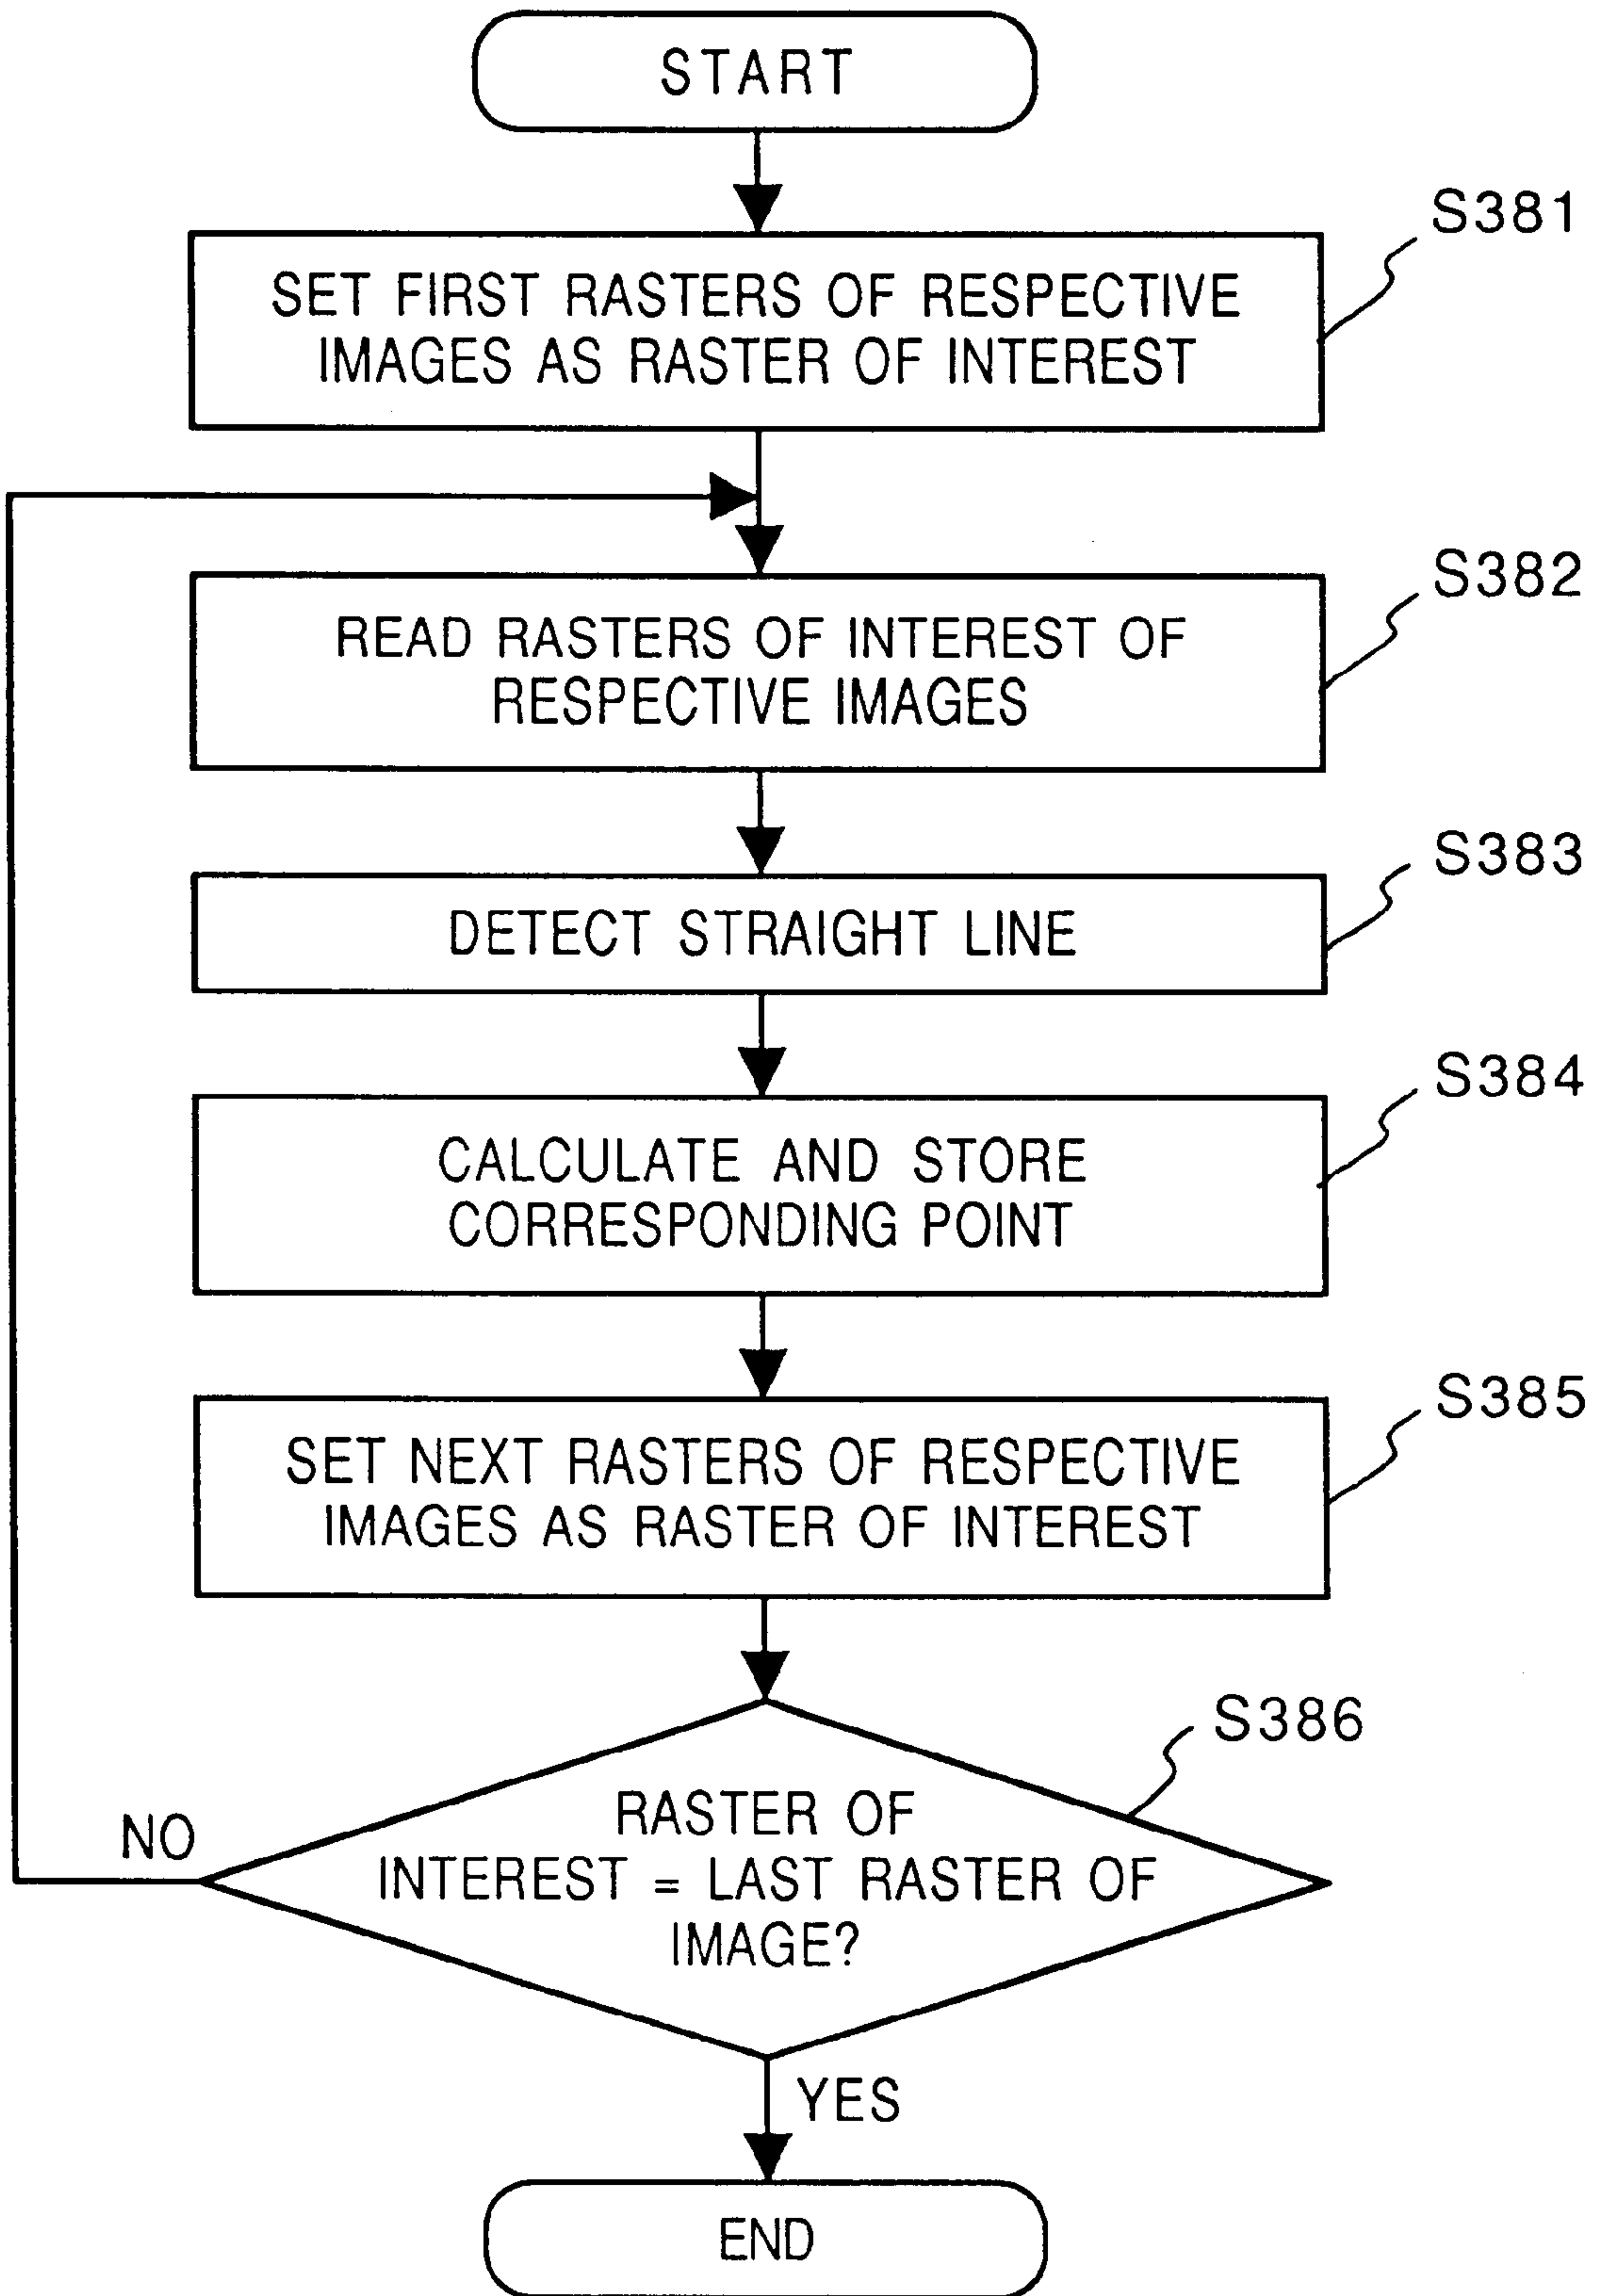 START
S381
SET FIRST RASTERS OF RESPECTIVE
IMAGES AS RASTER OF INTEREST
S382
READ RASTERS OF INTEREST OF
RESPECTIVE IMAGES
S383
DETECT STRAIGHT LINE
S384
CALCULATE AND STORE
CORRESPONDING POINT
S385
SET NEXT RASTERS OF RESPECTIVE
IMAGES AS RASTER OF INTEREST
S386
RASTER OF
INTEREST = LAST RASTER OF
IMAGE?
NO
YES
END